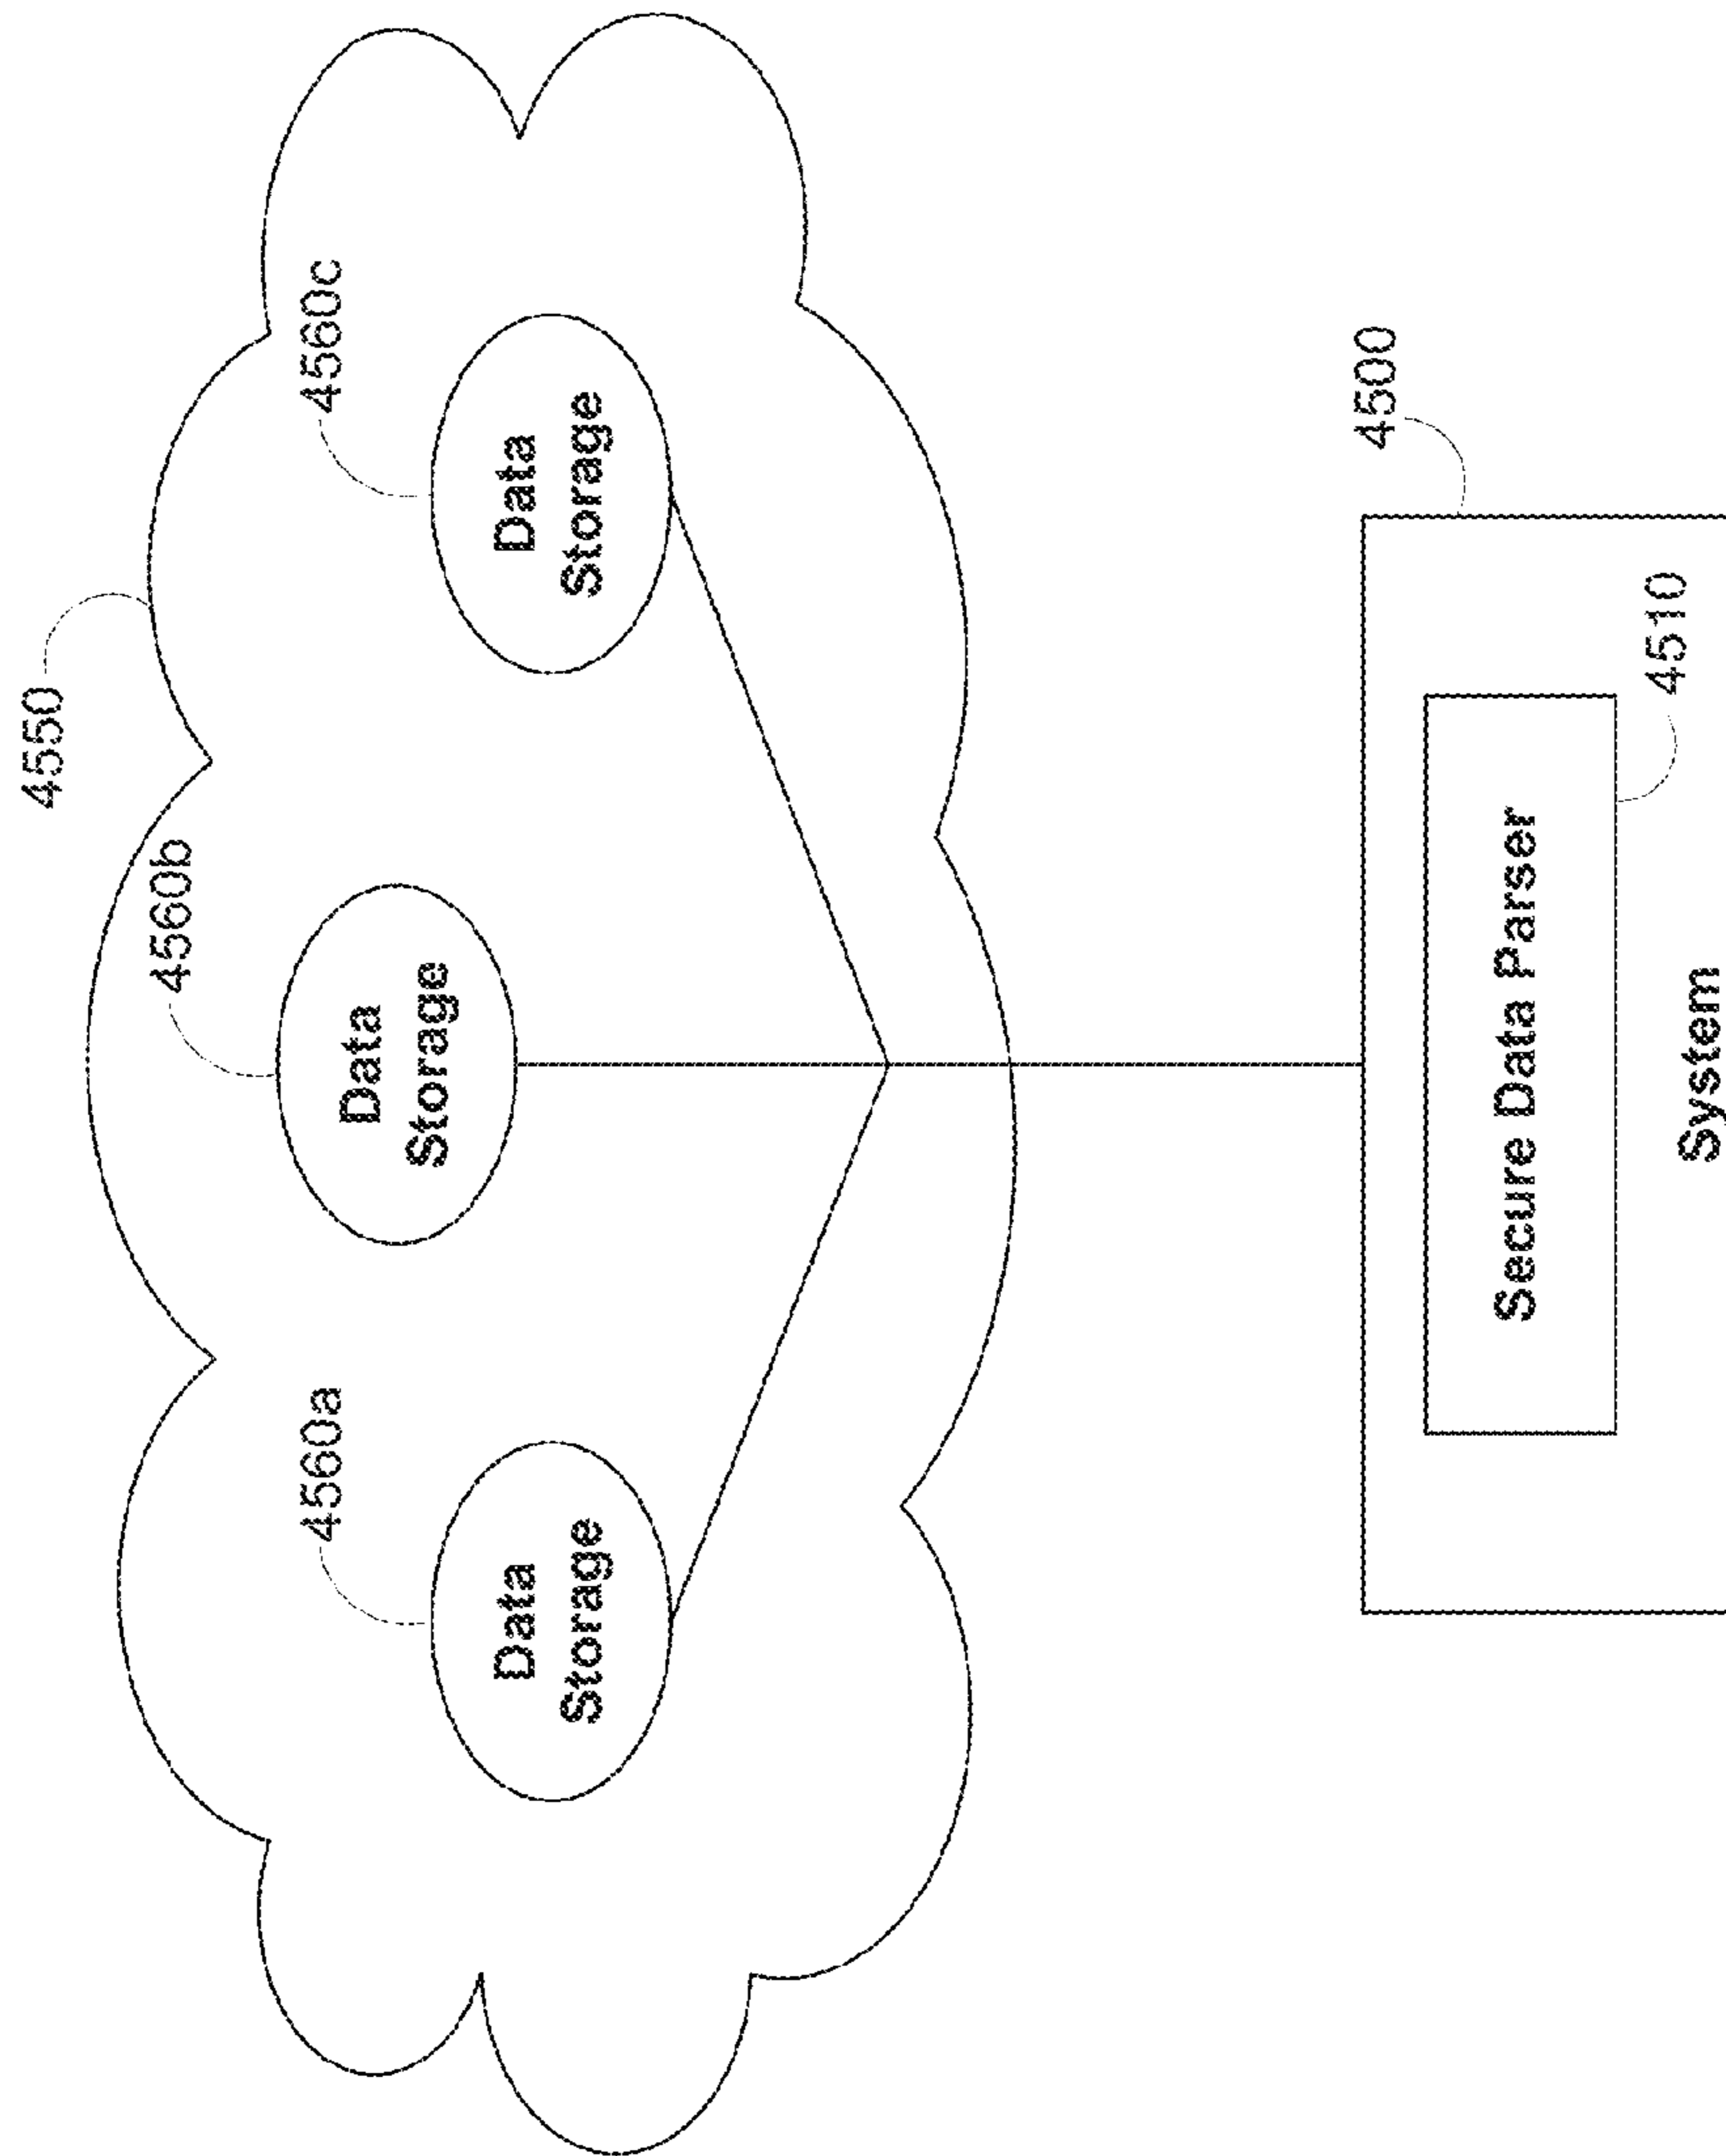 4550
4560b
Data
Storage
4560a
Data
Storage
4560c
Data
Storage
4500
Secure Data Parser
4510
System